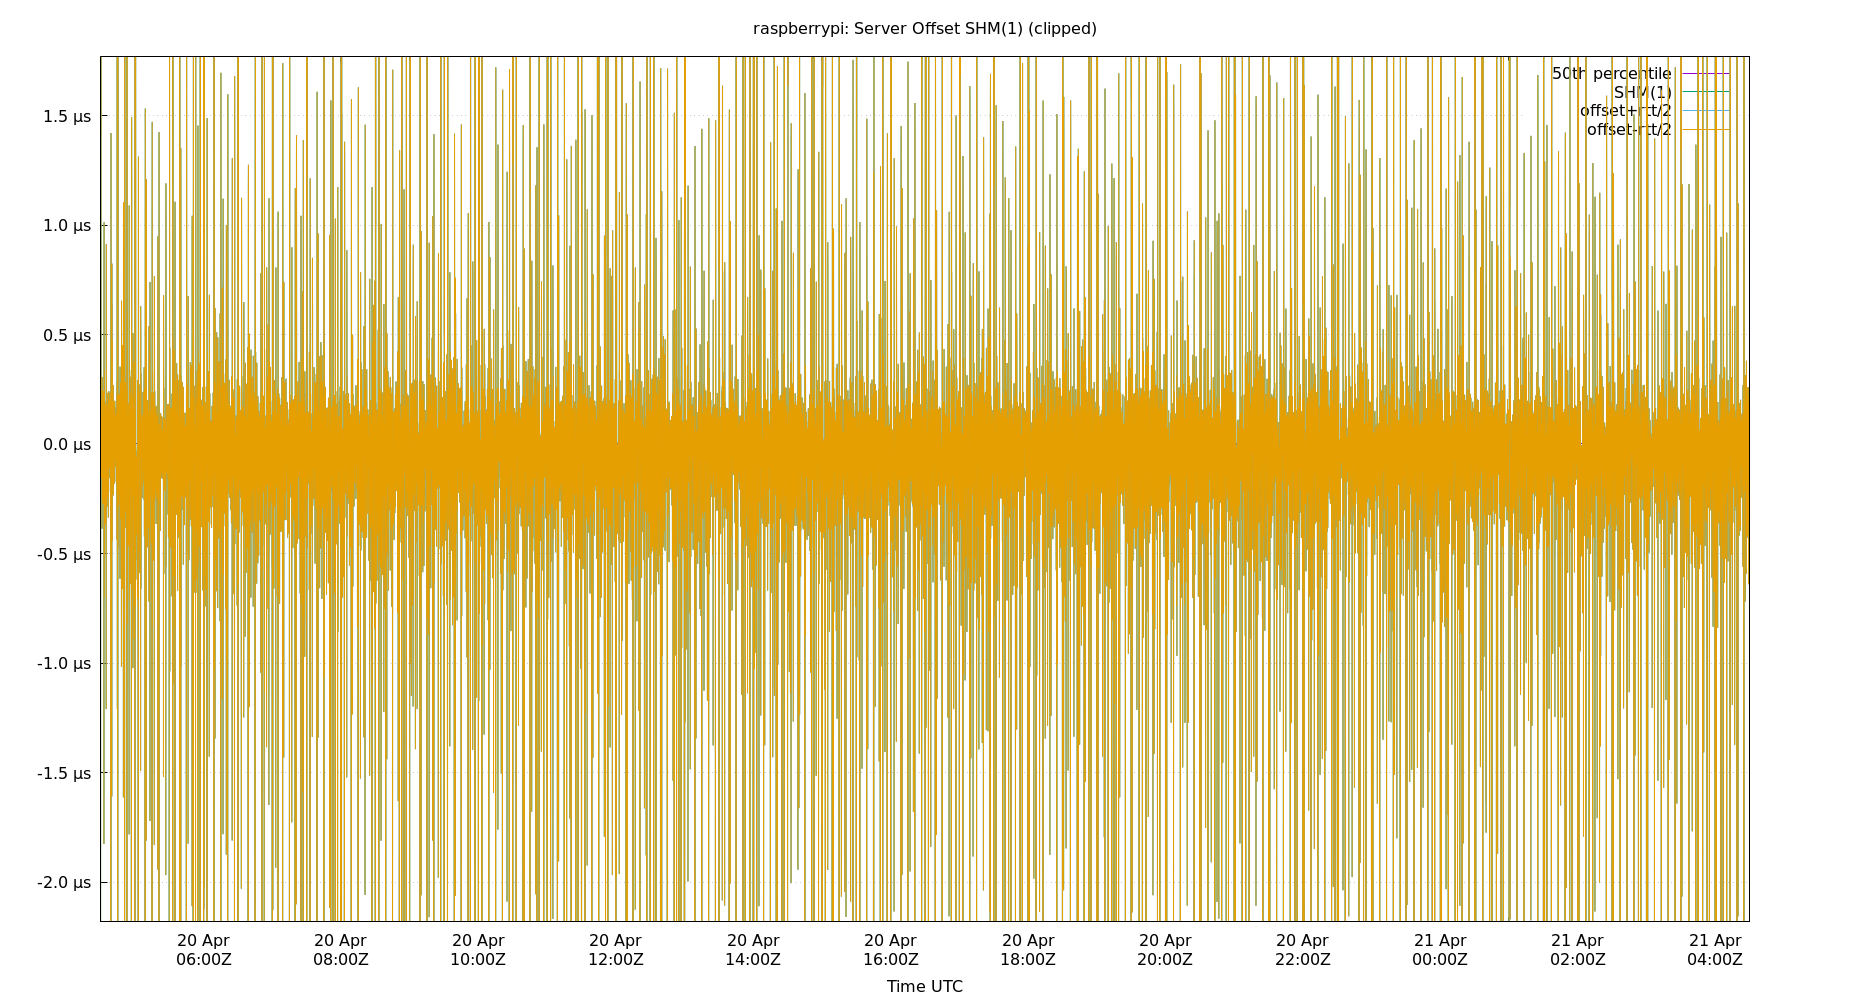 raspberrypi: Server Offset SHM(1) (clipped)
50th percentile
SHM(1)
offset+rtt/2
offset-rtt/2
1.5 µs
1.0 µs
0.5 µs
0.0 µs
-0.5 µs
-1.0 µs
-1.5 µs
-2.0 µs
20 Apr 20 Apr 20 Apr 20 Apr 20 Apr 20 Apr 20 Apr 20 Apr 20 Apr 21 Apr 21 Apr 21 Apr
06:00Z 08:00Z 10:00Z 12:00Z 14:00Z 16:00Z 18:00Z 20:00Z 22:00Z 00:00Z 02:00Z 04:00Z
Time UTC